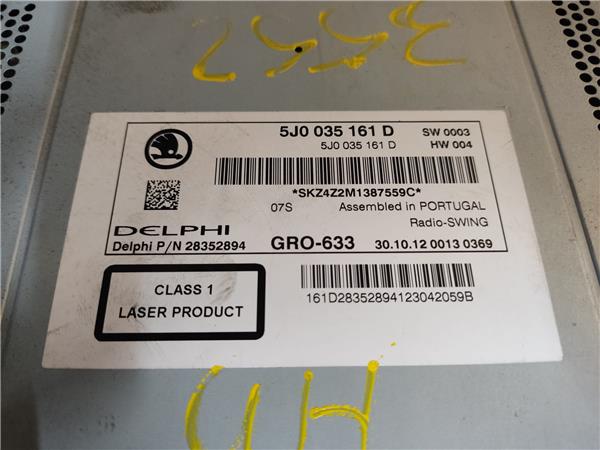 5J0 035 161 D SW 0003
5J0 035 161 D HW 004
*SKZ4Z2M1387559C*
07S Assembled in PORTUGAL
Radio-SWING
DELPHI
Delphi P/N 28352894 GRO-633 30.10.12 0013 0369
CLASS 1
LASER PRODUCT
161D28352894123042059B